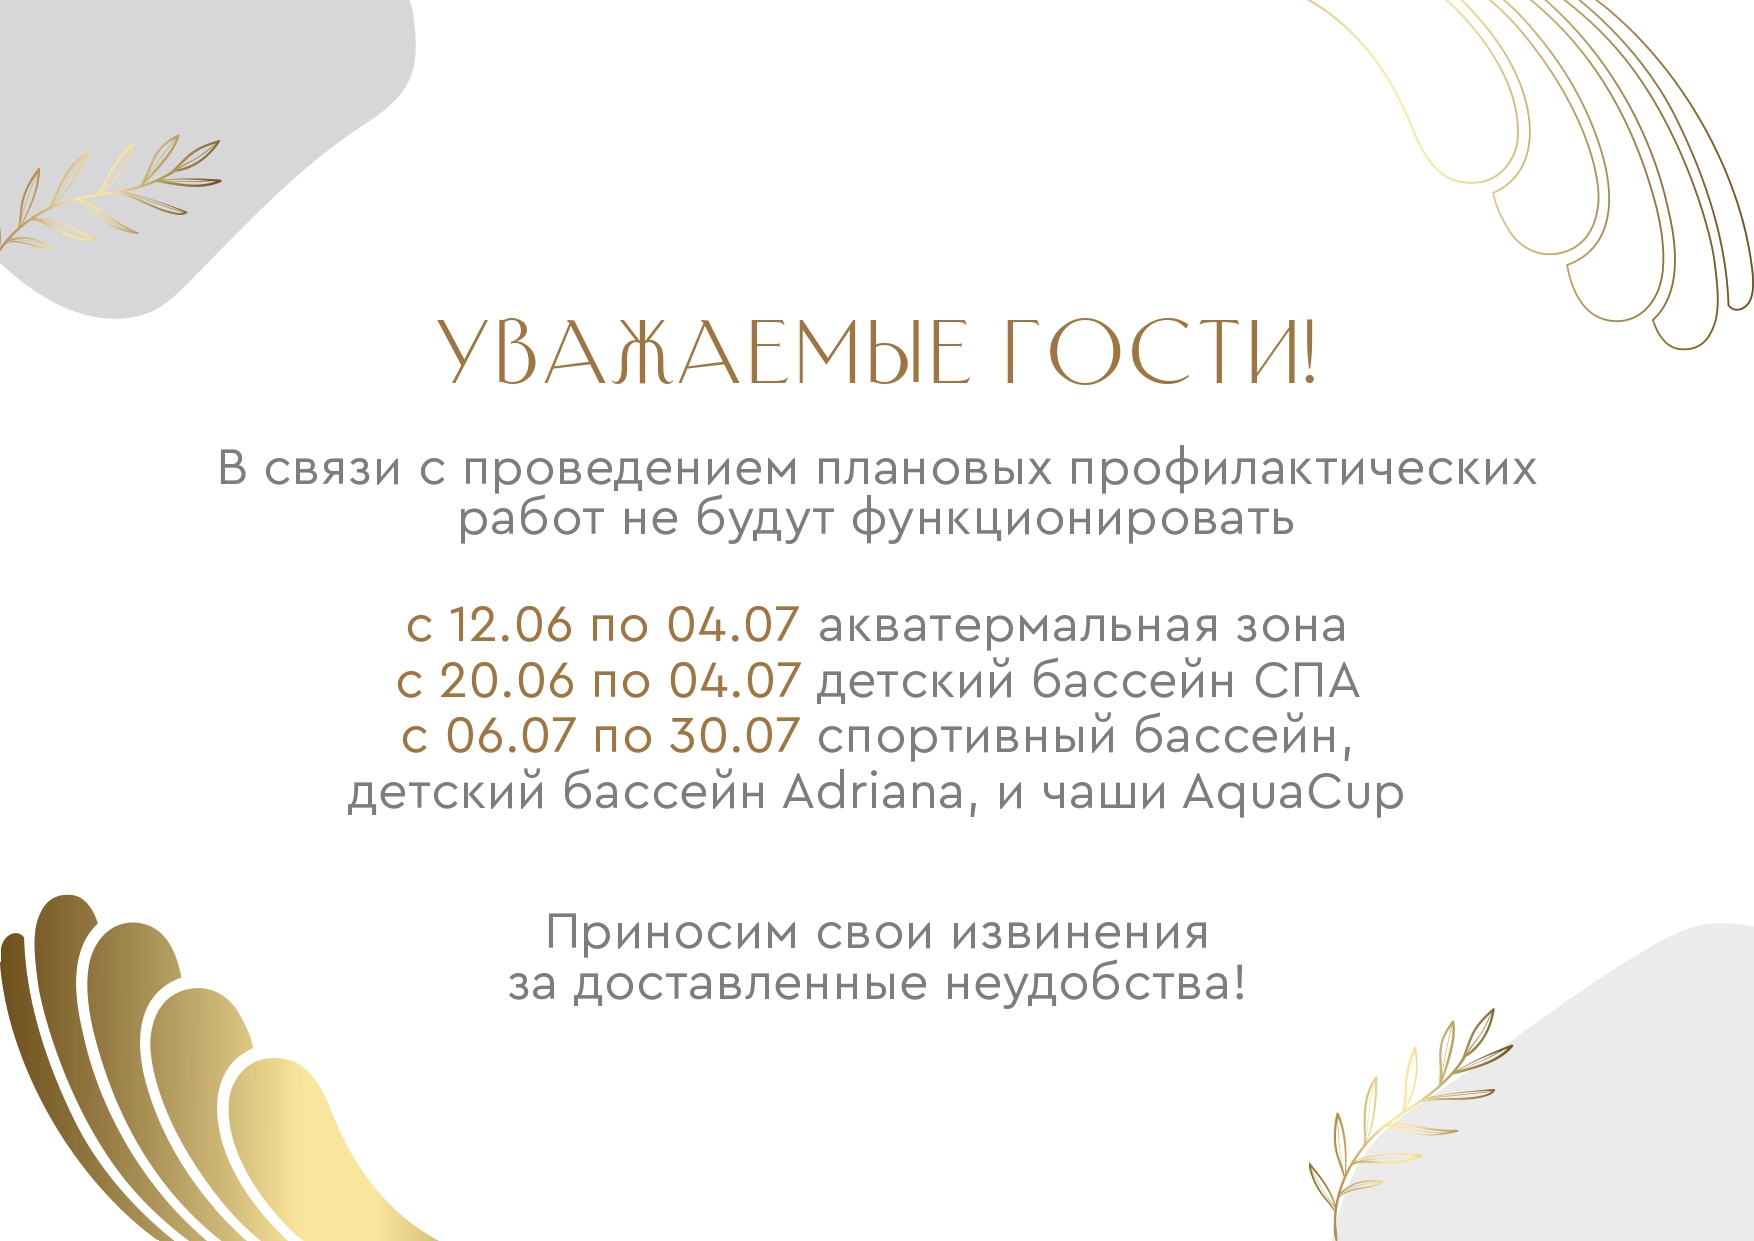 УВАЖАЕМЫЕ ГОСТИ!
В связи с проведением плановых профилактических
работ не будут функционировать
с 12.06 по 04.07 акватермальная зона
с 20.06 по 04.07 детский бассейн СПА
с 06.07 по 30.07 спортивный бассейн,
детский бассейн Adriana, и чаши AquaCup
Приносим свои извинения
за доставленные неудобства!